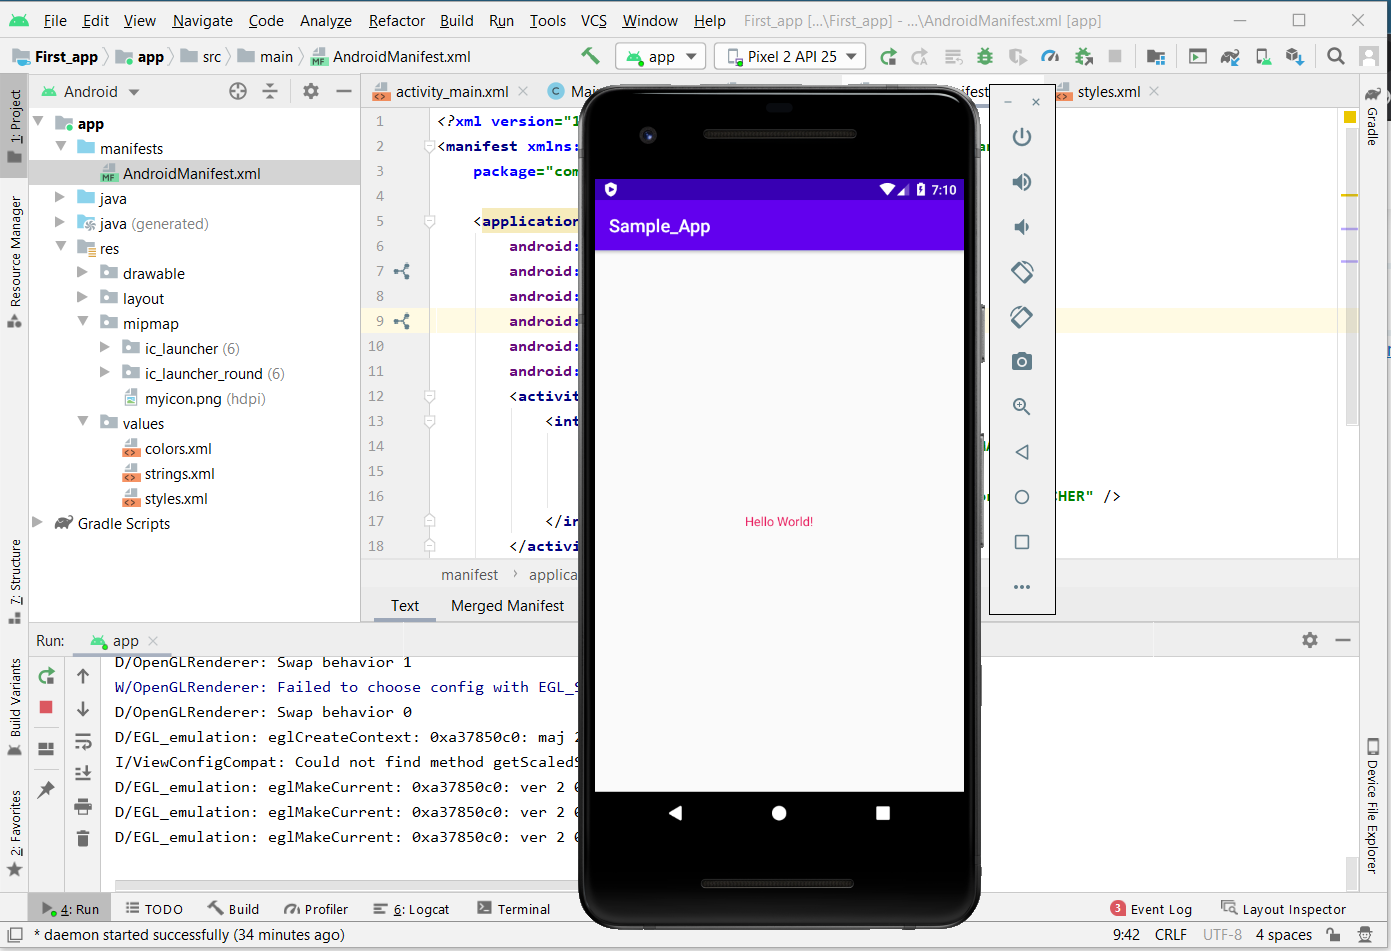 File Edit View Navigate Code Analyze Refactor Build Run Tools VCS Window Help First_app [...\First_app] - ...\AndroidManifest.xml [app]
First_app app src main AndroidManifest.xml app Pixel 2 API 25
Android activity_main.xml styles.xml
1: Project
Resource Manager
7: Structure
Build Variants
2: Favorites
app
manifests
AndroidManifest.xml
java
java (generated)
res
drawable
layout
mipmap
ic_launcher (6)
ic_launcher_round (6)
myicon.png (hdpi)
values
colors.xml
strings.xml
styles.xml
Gradle Scripts
1 <?xml version="1
2 <manifest xmlns:
3 package="com
4
5 <application
6 android:
7 android:
8 android:
9 android:
10 android:
11 android:
12 <activit
13 <int
14
15
16 CHER" />
17 </in
18 </activi
manifest › applica
Text Merged Manifest
7:10
Sample_App
Hello World!
Gradle
Device File Explorer
Run: app
D/OpenGLRenderer: Swap behavior 1
W/OpenGLRenderer: Failed to choose config with EGL_S
D/OpenGLRenderer: Swap behavior 0
D/EGL_emulation: eglCreateContext: 0xa37850c0: maj 2
I/ViewConfigCompat: Could not find method getScaledS
D/EGL_emulation: eglMakeCurrent: 0xa37850c0: ver 2 0
D/EGL_emulation: eglMakeCurrent: 0xa37850c0: ver 2 0
D/EGL_emulation: eglMakeCurrent: 0xa37850c0: ver 2 0
4: Run TODO Build Profiler 6: Logcat Terminal 3 Event Log Layout Inspector
* daemon started successfully (34 minutes ago) 9:42 CRLF UTF-8 4 spaces